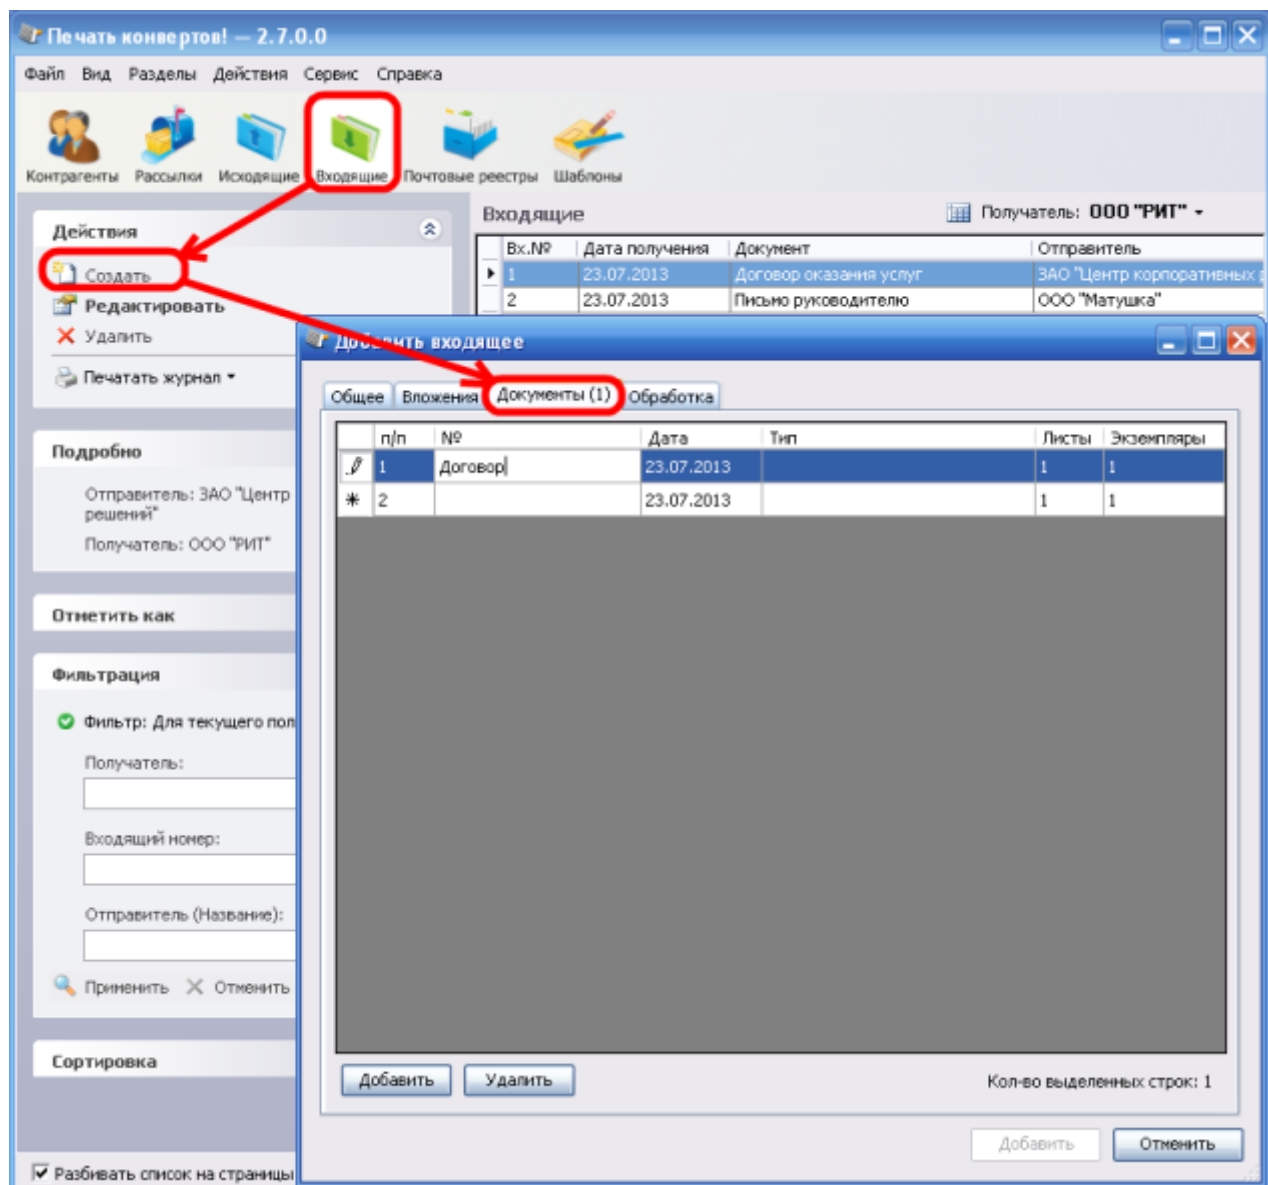 Печать конвертов! — 2.7.0.0
Файл Вид Разделы Действия Сервис Справка
Контрагенты Рассылки Исходящие Входящие Почтовые реестры Шаблоны
Действия
Создать
Редактировать
Удалить
Печатать журнал
Подробно
Отправитель: ЗАО "Центр
решений"
Получатель: ООО "РИТ"
Отметить как
Фильтрация
Фильтр: Для текущего пол
Получатель:
Входящий номер:
Отправитель (Название):
Применить Отменить
Сортировка
Разбивать список на страницы
Входящие Получатель: ООО "РИТ"
Вх.№ Дата получения Документ Отправитель
1 23.07.2013 Договор оказания услуг ЗАО "Центр корпоративных р
2 23.07.2013 Письмо руководителю ООО "Матушка"
Добавить входящее
Общее Вложения Документы (1) Обработка
п/п № Дата Тип Листы Экземпляры
1 Договор 23.07.2013 1 1
2 23.07.2013 1 1
Добавить Удалить Кол-во выделенных строк: 1
Добавить Отменить